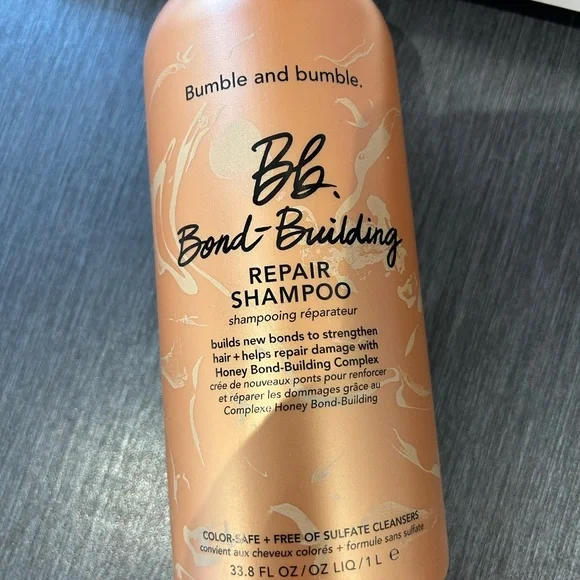 Bumble and bumble.
Bb.
Bond-Building
REPAIR
SHAMPOO
shampooing réparateur
builds new bonds to strengthen
hair + helps repair damage with
Honey Bond-Building Complex
crée de nouveaux ponts pour renforcer
et réparer les dommages grâce au
Complexe Honey Bond-Building
COLOR-SAFE + FREE OF SULFATE CLEANSERS
convient aux cheveux colorés + formule sans sulfate
33.8 FL OZ/OZ LIQ/1 L ℮